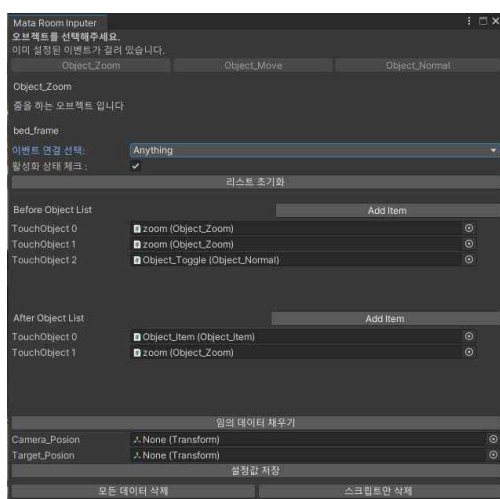 Mata Room Inputer
오브젝트를 선택해주세요.
이미 설정된 이벤트가 걸려 있습니다.
Object_Zoom Object_Move Object_Normal
Object_Zoom
줌을 하는 오브젝트 입니다
bed_frame
이벤트 연결 선택: Anything
활성화 상태 체크 :
리스트 초기화
Before Object List Add Item
TouchObject 0 zoom (Object_Zoom)
TouchObject 1 zoom (Object_Zoom)
TouchObject 2 Object_Toggle (Object_Normal)
After Object List Add Item
TouchObject 0 Object_Item (Object_Item)
TouchObject 1 zoom (Object_Zoom)
임의 데이터 채우기
Camera_Posion None (Transform)
Target_Posion None (Transform)
설정값 저장
모든 데이터 삭제 스크립트만 삭제